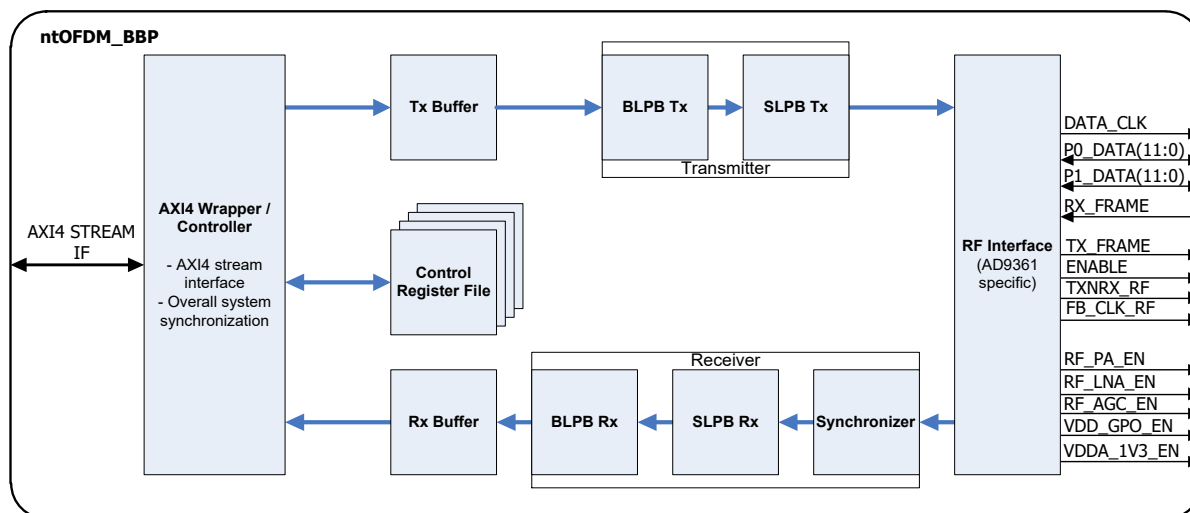 ntOFDM_BBP
Tx Buffer
BLPB Tx
SLPB Tx
Transmitter
AXI4 STREAM
IF
AXI4 Wrapper /
Controller
- AXI4 stream
interface
- Overall system
synchronization
Control
Register File
Receiver
Rx Buffer
BLPB Rx
SLPB Rx
Synchronizer
RF Interface
(AD9361
specific)
DATA_CLK
P0_DATA(11:0)
P1_DATA(11:0)
RX_FRAME
TX_FRAME
ENABLE
TXNRX_RF
FB_CLK_RF
RF_PA_EN
RF_LNA_EN
RF_AGC_EN
VDD_GPO_EN
VDDA_1V3_EN